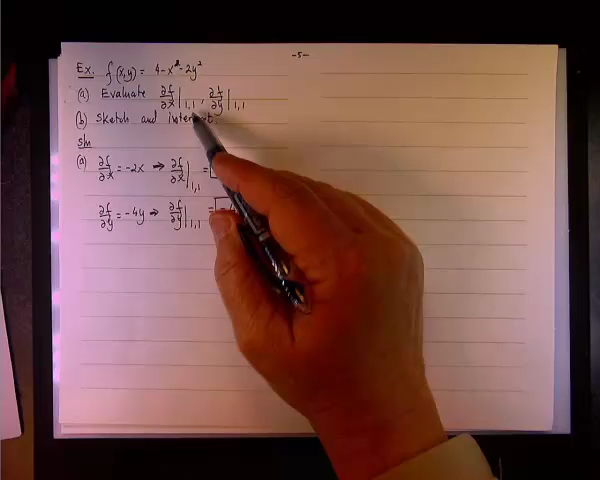 -5-
Ex. f(x,y) = 4-x²-2y²
(a) Evaluate ∂f/∂x|1,1 , ∂f/∂y|1,1
(b) Sketch and
Sln
(a) ∂f/∂x = -2x → ∂f/∂x|1,1 =
∂f/∂y = -4y → ∂f/∂y|1,1 = -4